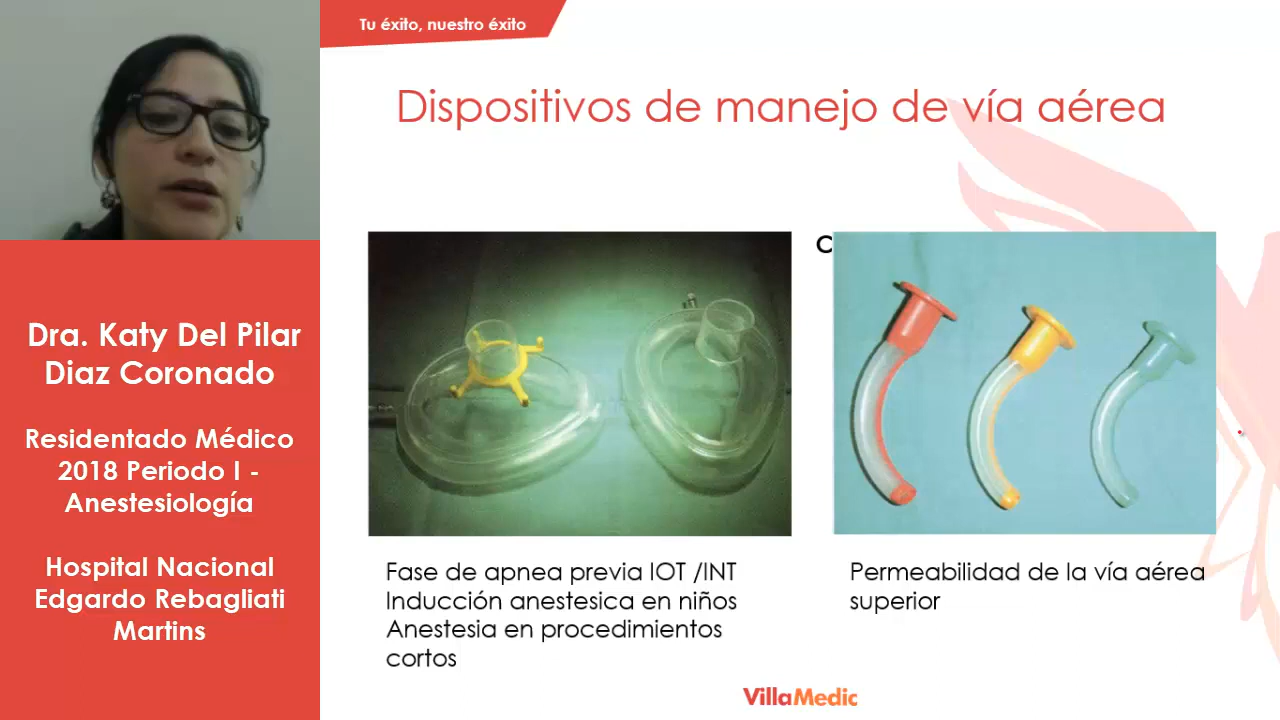 Tu éxito, nuestro éxito
Dispositivos de manejo de vía aérea
Dra. Katy Del Pilar
Diaz Coronado
Residentado Médico
2018 Periodo I -
Anestesiología
Hospital Nacional
Edgardo Rebagliati
Martins
Fase de apnea previa IOT /INT
Inducción anestesica en niños
Anestesia en procedimientos
cortos
Permeabilidad de la vía aérea
superior
VillaMedic